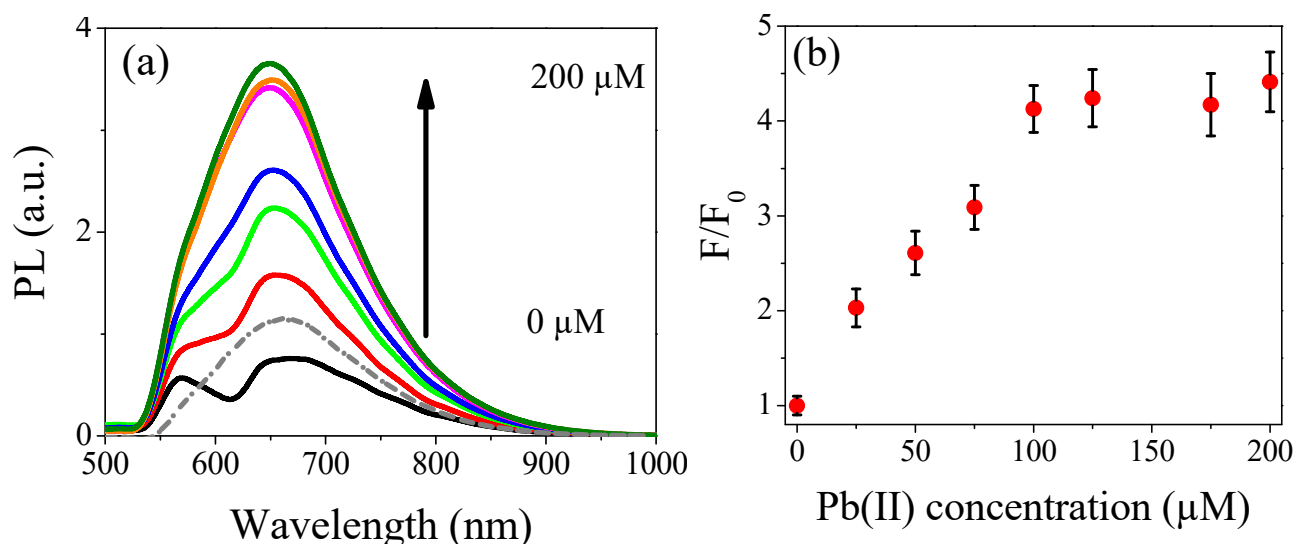 (a)
200 µM
0 µM
PL (a.u.)
4
2
0
500
600
700
800
900
1000
Wavelength (nm)
(b)
F/F0
5
4
3
2
1
0
50
100
150
200
Pb(II) concentration (µM)